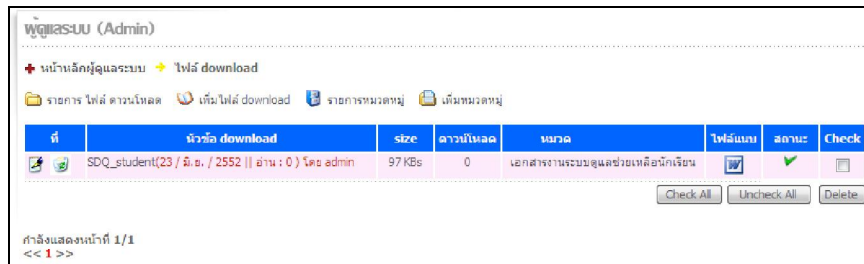 ผู้ดูแลระบบ (Admin)
หน้าหลักผู้ดูแลระบบ ไฟล์ download
รายการ ไฟล์ ดาวน์โหลด เพิ่มไฟล์ download รายการหมวดหมู่ เพิ่มหมวดหมู่
ที่ หัวข้อ download size ดาวน์โหลด หมวด ไฟล์แนบ สถานะ Check
SDQ_student(23 / มิ.ย. / 2552 || อ่าน : 0 ) โดย admin 97 KBs 0 เอกสารงานระบบดูแลช่วยเหลือนักเรียน
Check All Uncheck All Delete
กำลังแสดงหน้าที่ 1/1
<< 1 >>